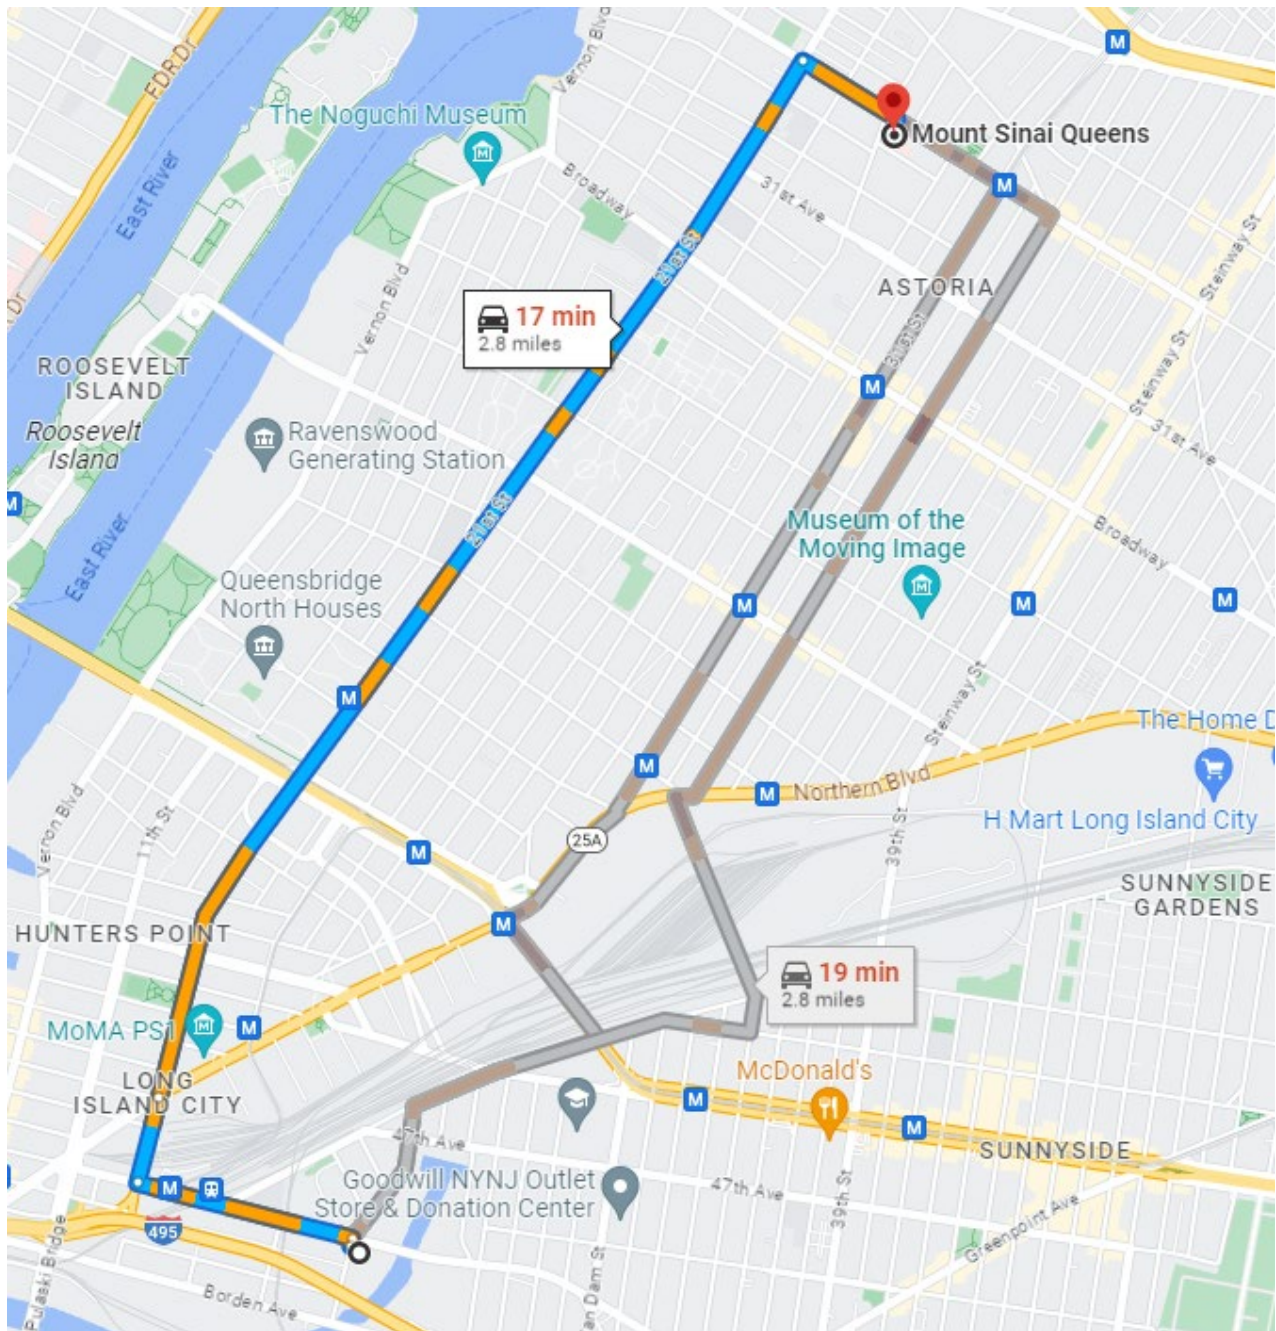 FDR Dr
Vernon Blvd
M
The Noguchi Museum
Mount Sinai Queens
East River
Broadway
31st Ave
M
21st St
Steinway St
ASTORIA
Vernon Blvd
17 min
2.8 miles
31st St
ROOSEVELT
ISLAND
Roosevelt
Island
M
Steinway St
31st Ave
Ravenswood
Generating Station
M
21st St
Museum of the
Moving Image
Broadway
East River
Queensbridge
North Houses
M
M
M
M
Steinway St
The Home D
M
M
Northern Blvd
Vernon Blvd
11th St
25A
39th St
H Mart Long Island City
M
SUNNYSIDE
GARDENS
HUNTERS POINT
M
19 min
2.8 miles
MoMA PS1
M
LONG
ISLAND CITY
McDonald's
M
M
47th Ave
SUNNYSIDE
M
Goodwill NYNJ Outlet
Store & Donation Center
47th Ave
39th St
495
Greenpoint Ave
Pulaski Bridge
Borden Ave
an Dam St